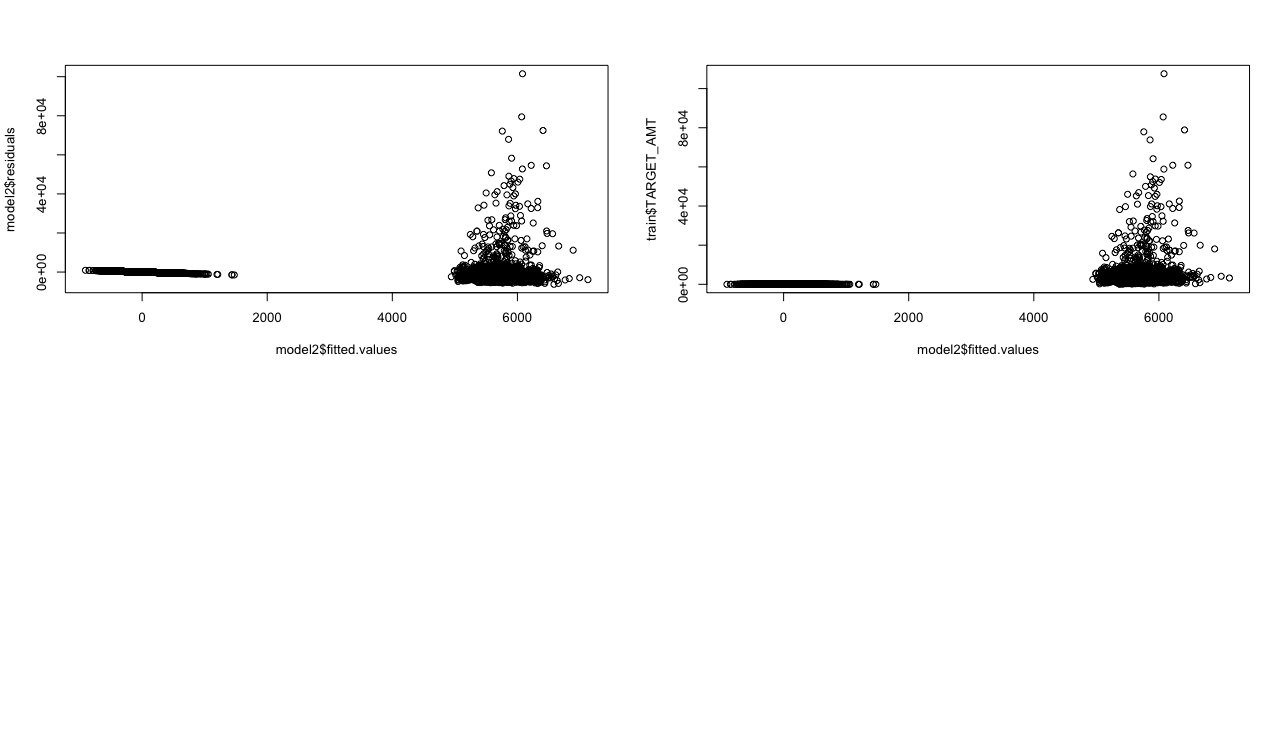 model2$residuals
0e+00
4e+04
8e+04
0
2000
4000
6000
model2$fitted.values
train$TARGET_AMT
0e+00
4e+04
8e+04
0
2000
4000
6000
model2$fitted.values